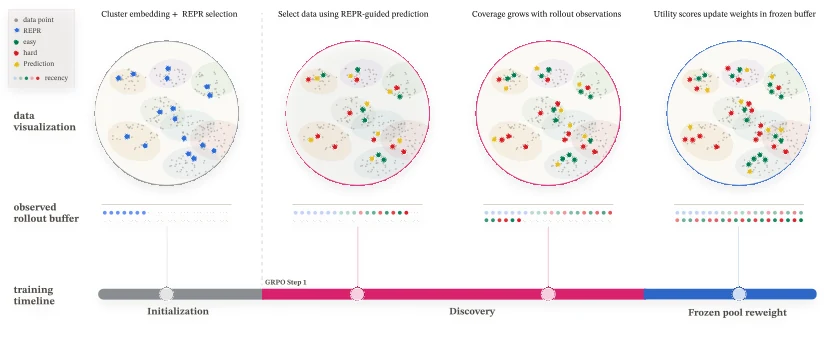 data point
REPR
easy
hard
Prediction
recency
Cluster embedding + REPR selection
Select data using REPR-guided prediction
Coverage grows with rollout observations
Utility scores update weights in frozen buffer
data
visualization
observed
rollout buffer
GRPO Step 1
training
timeline
Initialization
Discovery
Frozen pool reweight